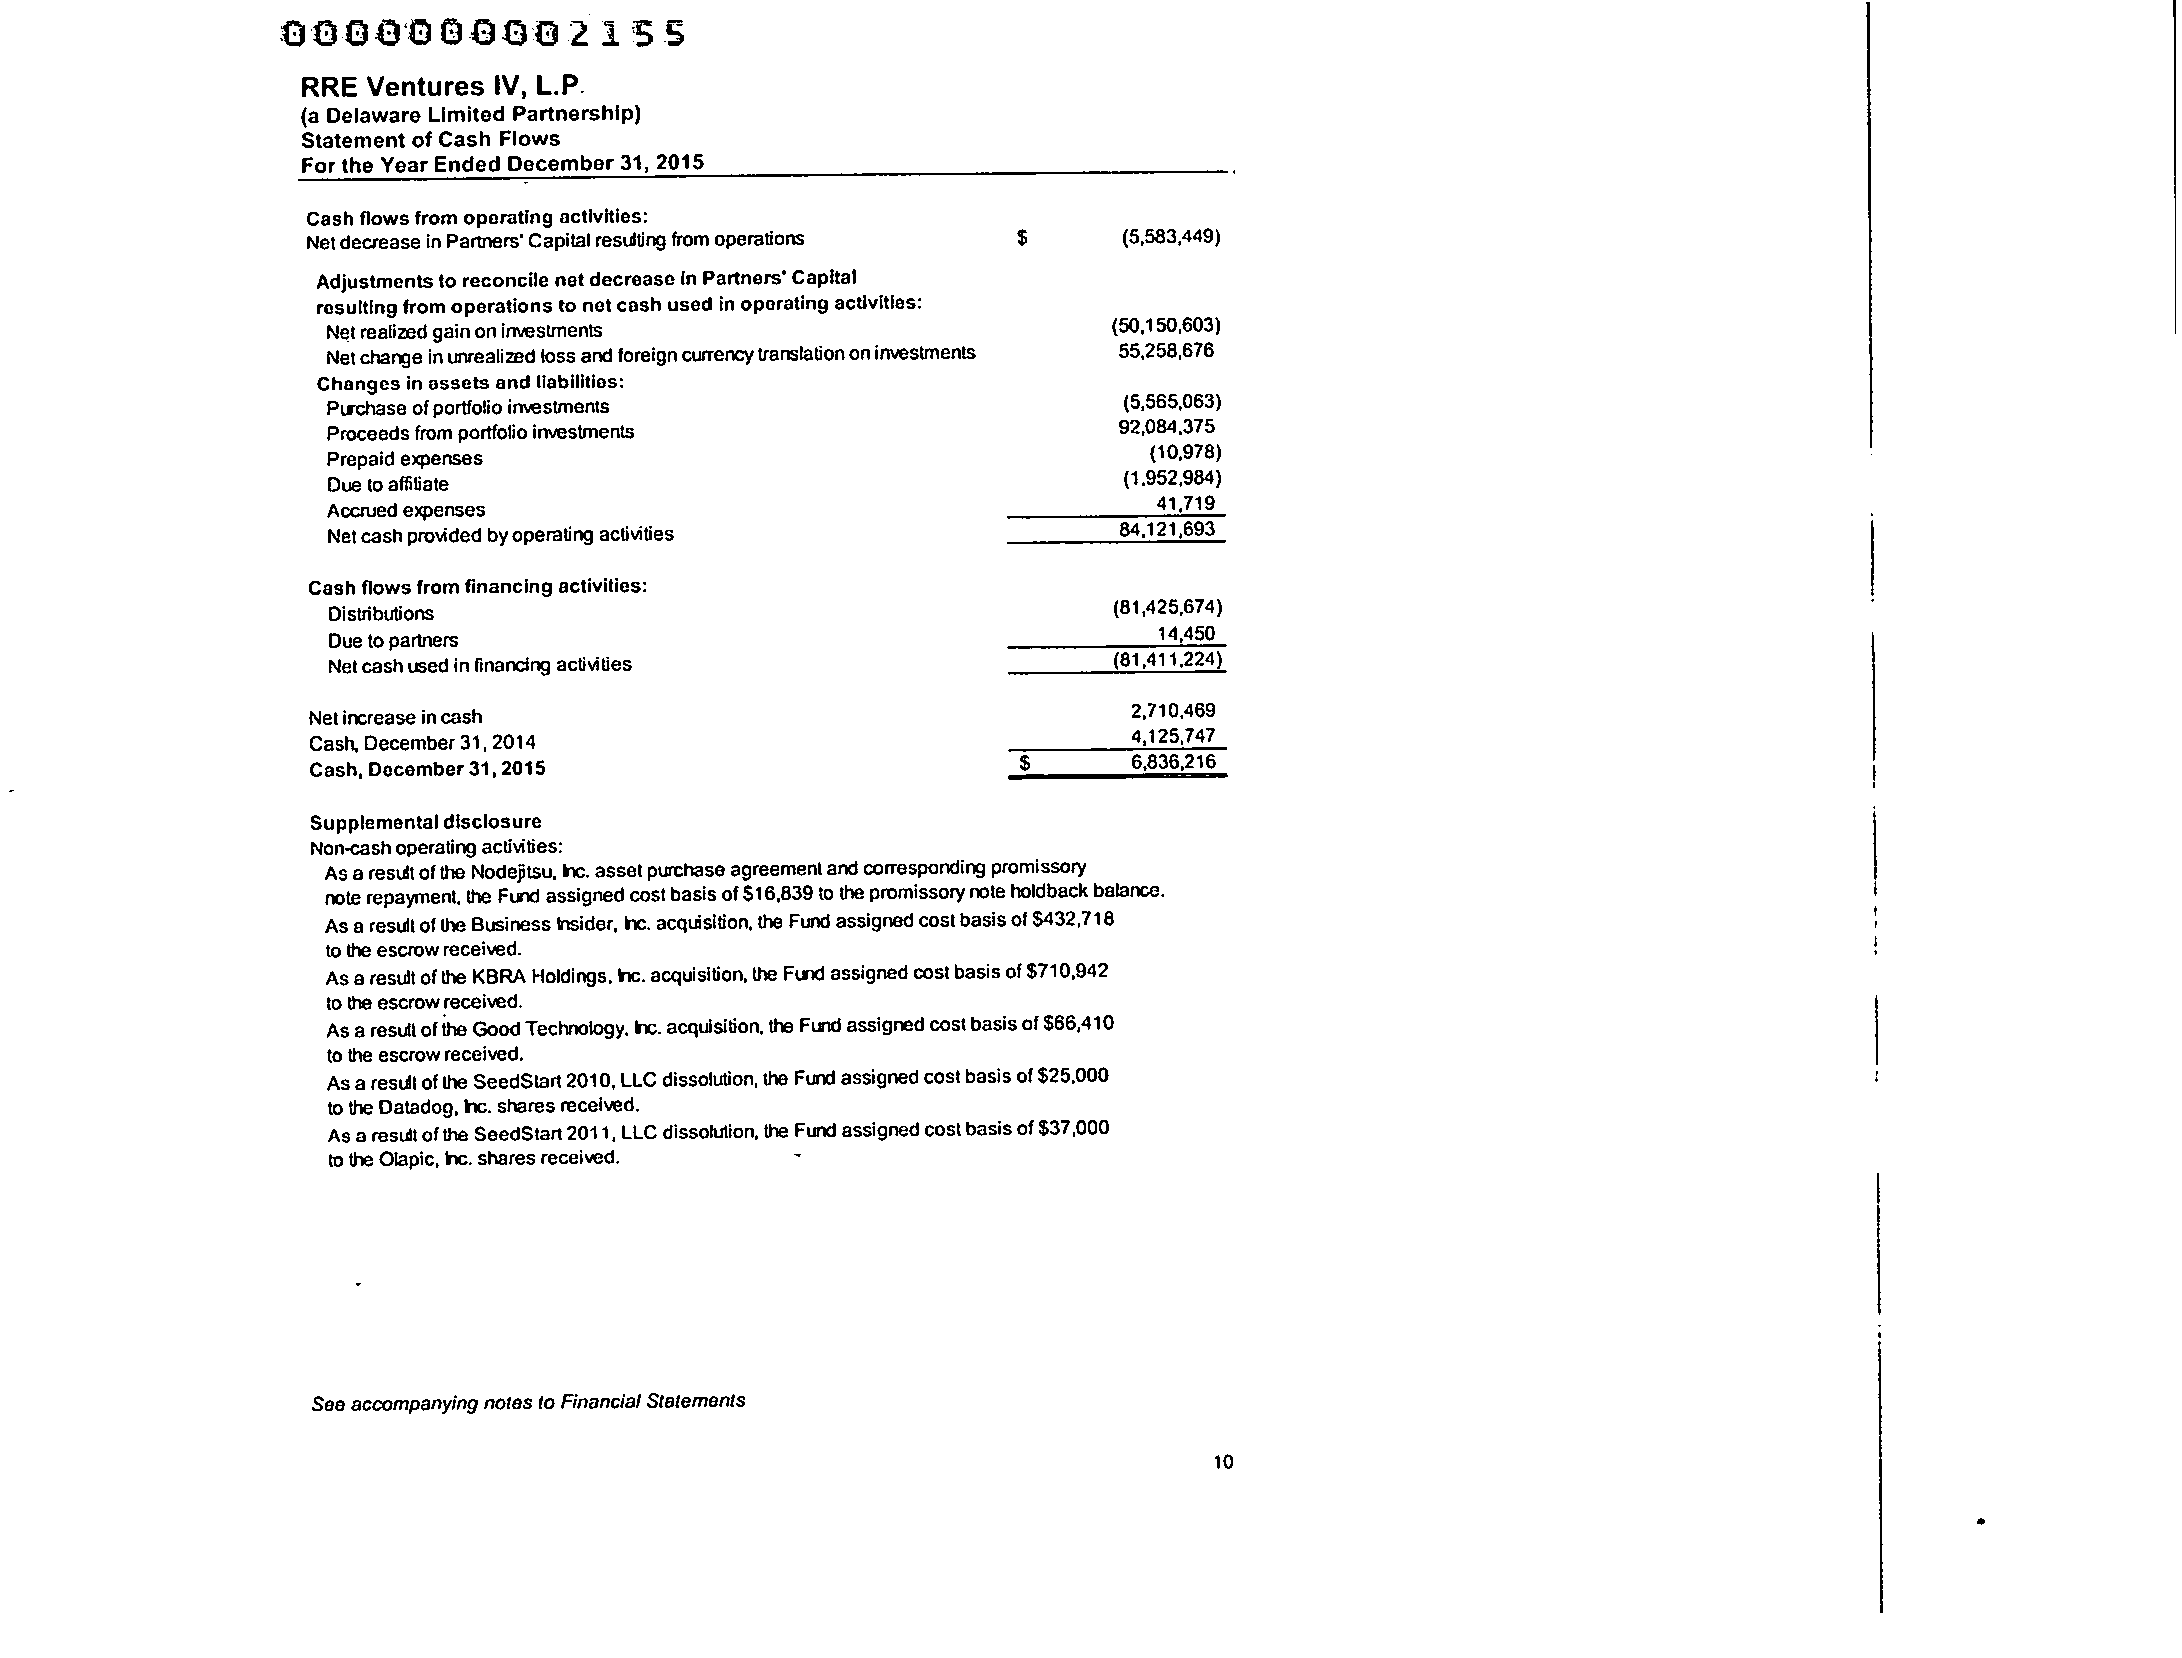 0000000002155
RRE Ventures IV, L.P.
(a Delaware Limited Partnership)
Statement of Cash Flows
For the Year Ended December 31, 2015
Cash flows from operating activities:
Net decrease in Partners' Capital resulting from operations $ (5,583,449)
Adjustments to reconcile net decrease in Partners' Capital
resulting from operations to net cash used in operating activities:
Net realized gain on investments (50,150,603)
Net change in unrealized loss and foreign currency translation on investments 55,258,676
Changes in assets and liabilities:
Purchase of portfolio investments (5,565,063)
Proceeds from portfolio investments 92,084,375
Prepaid expenses (10,978)
Due to affiliate (1,952,984)
Accrued expenses 41,719
Net cash provided by operating activities 84,121,693
Cash flows from financing activities:
Distributions (81,425,674)
Due to partners 14,450
Net cash used in financing activities (81,411,224)
Net increase in cash 2,710,469
Cash, December 31, 2014 4,125,747
Cash, December 31, 2015 $ 6,836,216
Supplemental disclosure
Non-cash operating activities:
As a result of the Nodejitsu, Inc. asset purchase agreement and corresponding promissory
note repayment, the Fund assigned cost basis of $16,839 to the promissory note holdback balance.
As a result of the Business Insider, Inc. acquisition, the Fund assigned cost basis of $432,718
to the escrow received.
As a result of the KBRA Holdings, Inc. acquisition, the Fund assigned cost basis of $710,942
to the escrow received.
As a result of the Good Technology, Inc. acquisition, the Fund assigned cost basis of $66,410
to the escrow received.
As a result of the SeedStart 2010, LLC dissolution, the Fund assigned cost basis of $25,000
to the Datadog, Inc. shares received.
As a result of the SeedStart 2011, LLC dissolution, the Fund assigned cost basis of $37,000
to the Olapic, Inc. shares received.
See accompanying notes to Financial Statements
10